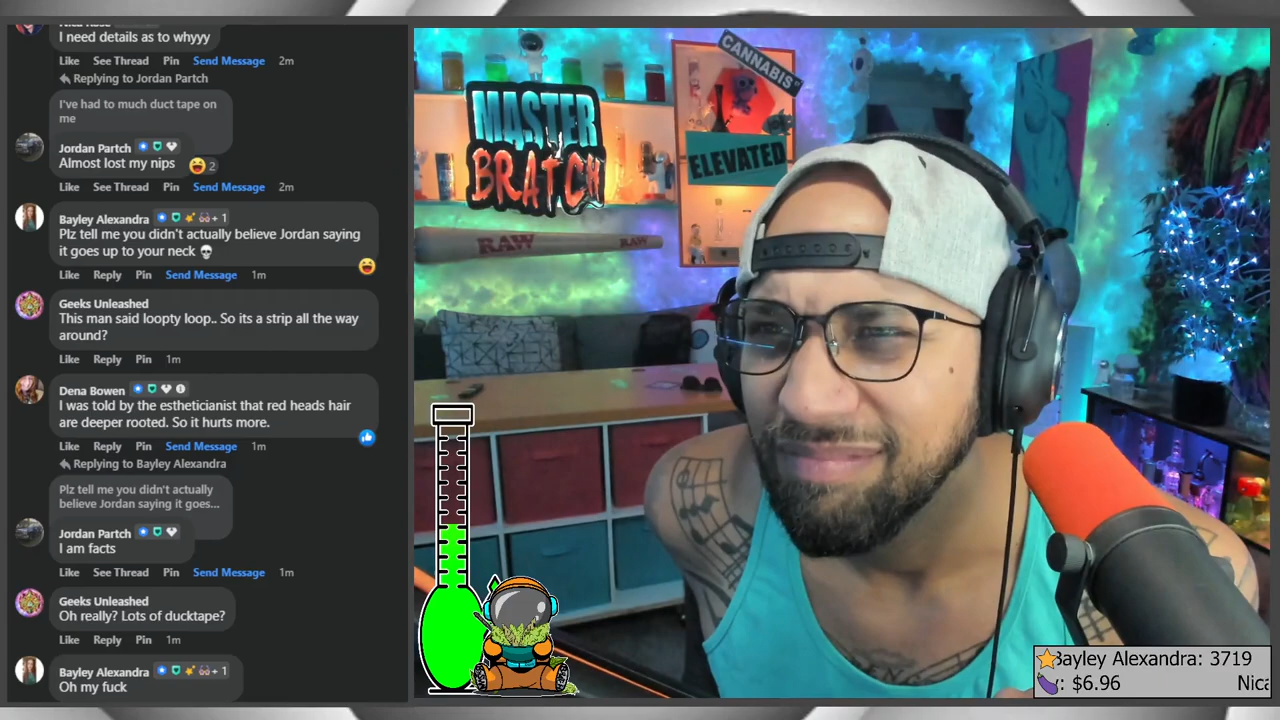 I need details as to whyyy
Like See Thread Pin Send Message 2m
Replying to Jordan Partch
I've had to much duct tape on
me
Jordan Partch
Almost lost my nips
2
Like See Thread Pin Send Message 2m
Bayley Alexandra + 1
Plz tell me you didn't actually believe Jordan saying
it goes up to your neck
Like Reply Pin Send Message 1m
Geeks Unleashed
This man said loopty loop.. So its a strip all the way
around?
Like Reply Pin 1m
Dena Bowen
I was told by the estheticianist that red heads hair
are deeper rooted. So it hurts more.
Like Reply Pin Send Message 1m
Replying to Bayley Alexandra
Plz tell me you didn't actually
believe Jordan saying it goes...
Jordan Partch
I am facts
Like See Thread Pin Send Message 1m
Geeks Unleashed
Oh really? Lots of ducktape?
Like Reply Pin 1m
Bayley Alexandra + 1
Oh my fuck
CANNABIS
MASTER
BRATCH
ELEVATED
RAW RAW
Bayley Alexandra: 3719
: $6.96 Nica